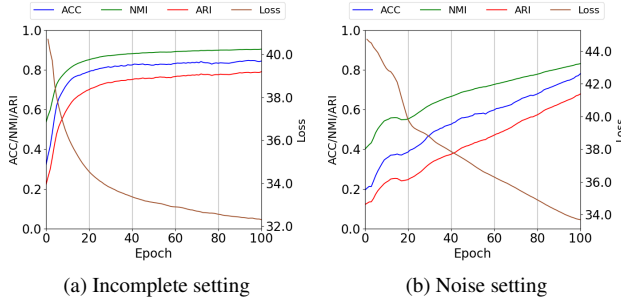 ACC NMI ARI Loss
1.0
0.8
0.6
0.4
0.2
0.0
ACC/NMI/ARI
40.0
38.0
36.0
34.0
32.0
Loss
0 20 40 60 80 100
Epoch
(a) Incomplete setting
ACC NMI ARI Loss
1.0
0.8
0.6
0.4
0.2
0.0
ACC/NMI/ARI
44.0
42.0
40.0
38.0
36.0
34.0
Loss
0 20 40 60 80 100
Epoch
(b) Noise setting